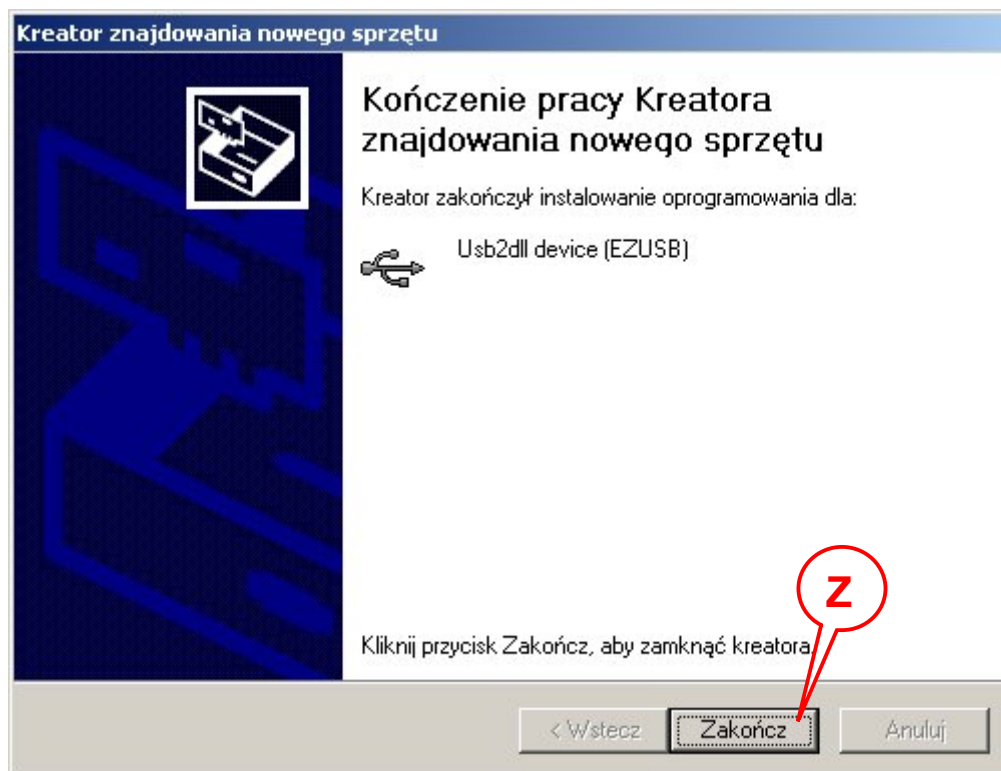 Kreator znajdowania nowego sprzętu
Kończenie pracy Kreatora
znajdowania nowego sprzętu
Kreator zakończył instalowanie oprogramowania dla:
Usb2dll device (EZUSB)
Z
Kliknij przycisk Zakończ, aby zamknąć kreatora.
< Wstecz
Zakończ
Anuluj